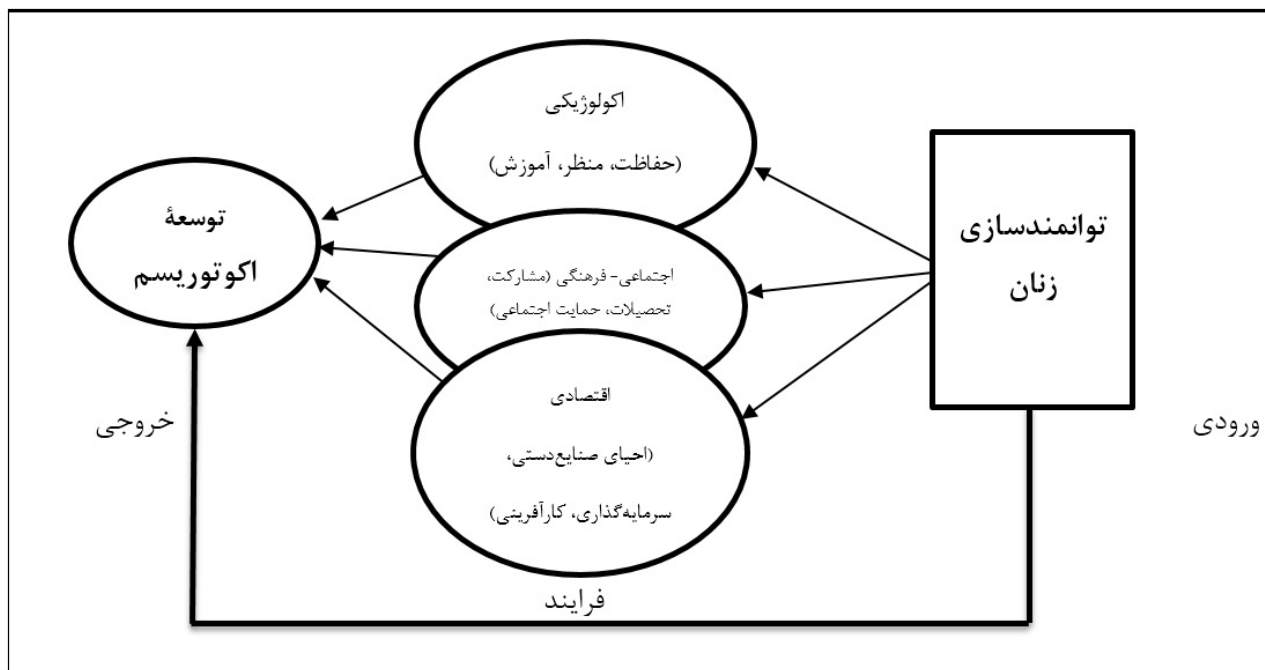 اکولوژیکی
(حفاظت، منظر، آموزش)
توانمندسازی
زنان
توسعۀ
اکوتوریسم
اجتماعی- فرهنگی (مشارکت،
تحصیلات، حمایت اجتماعی)
اقتصادی
(احیای صنایع‌دستی،
سرمایه‌گذاری، کارآفرینی)
ورودی
خروجی
فرایند